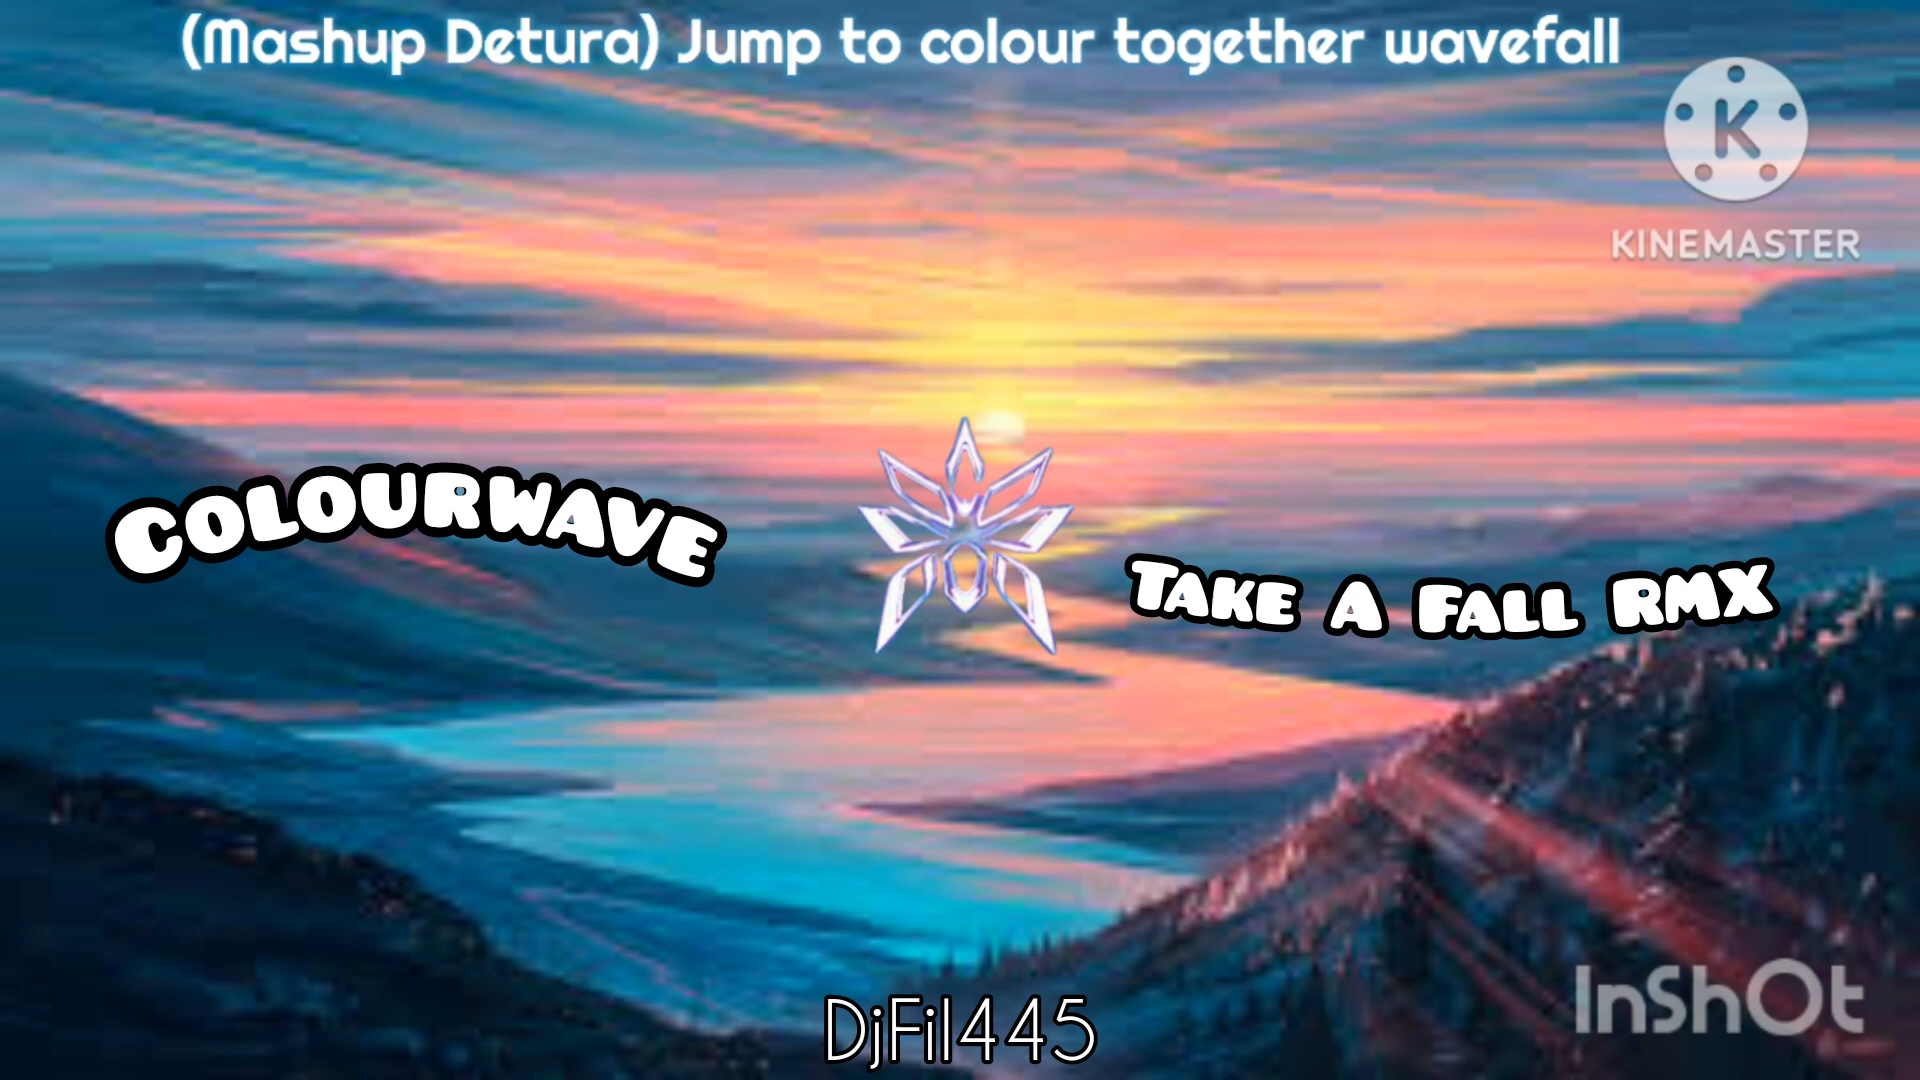 (Mashup Detura) Jump to colour together wavefall
K
KINEMASTER
COLOURWAVE
TAKE A FALL RMX
InShOt
DjFil445